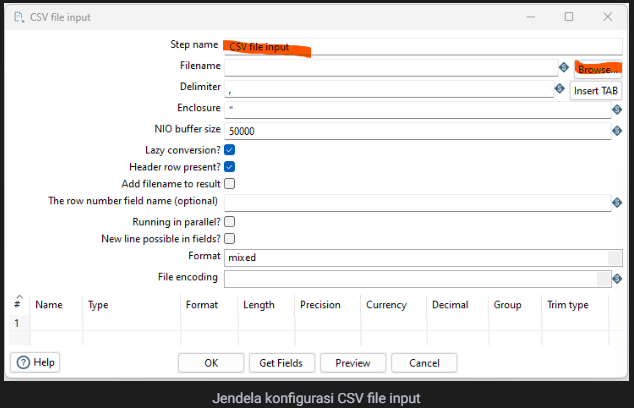 CSV file input
Step name CSV file input
Filename Browse...
Delimiter , Insert TAB
Enclosure "
NIO buffer size 50000
Lazy conversion?
Header row present?
Add filename to result
The row number field name (optional)
Running in parallel?
New line possible in fields?
Format mixed
File encoding
# Name Type Format Length Precision Currency Decimal Group Trim type
1
Help OK Get Fields Preview Cancel
Jendela konfigurasi CSV file input